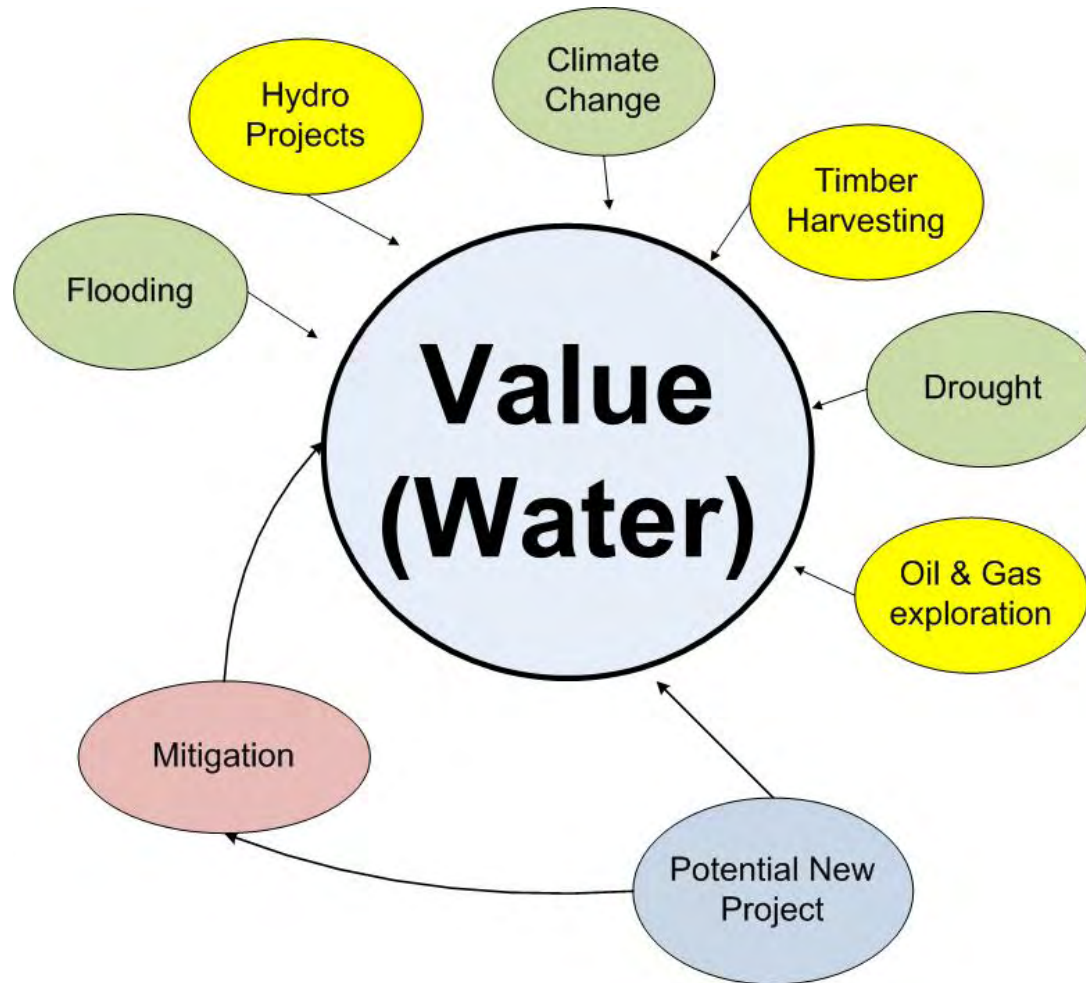 Climate
Change
Hydro
Projects
Timber
Harvesting
Flooding
Value
(Water)
Drought
Oil & Gas
exploration
Mitigation
Potential New
Project